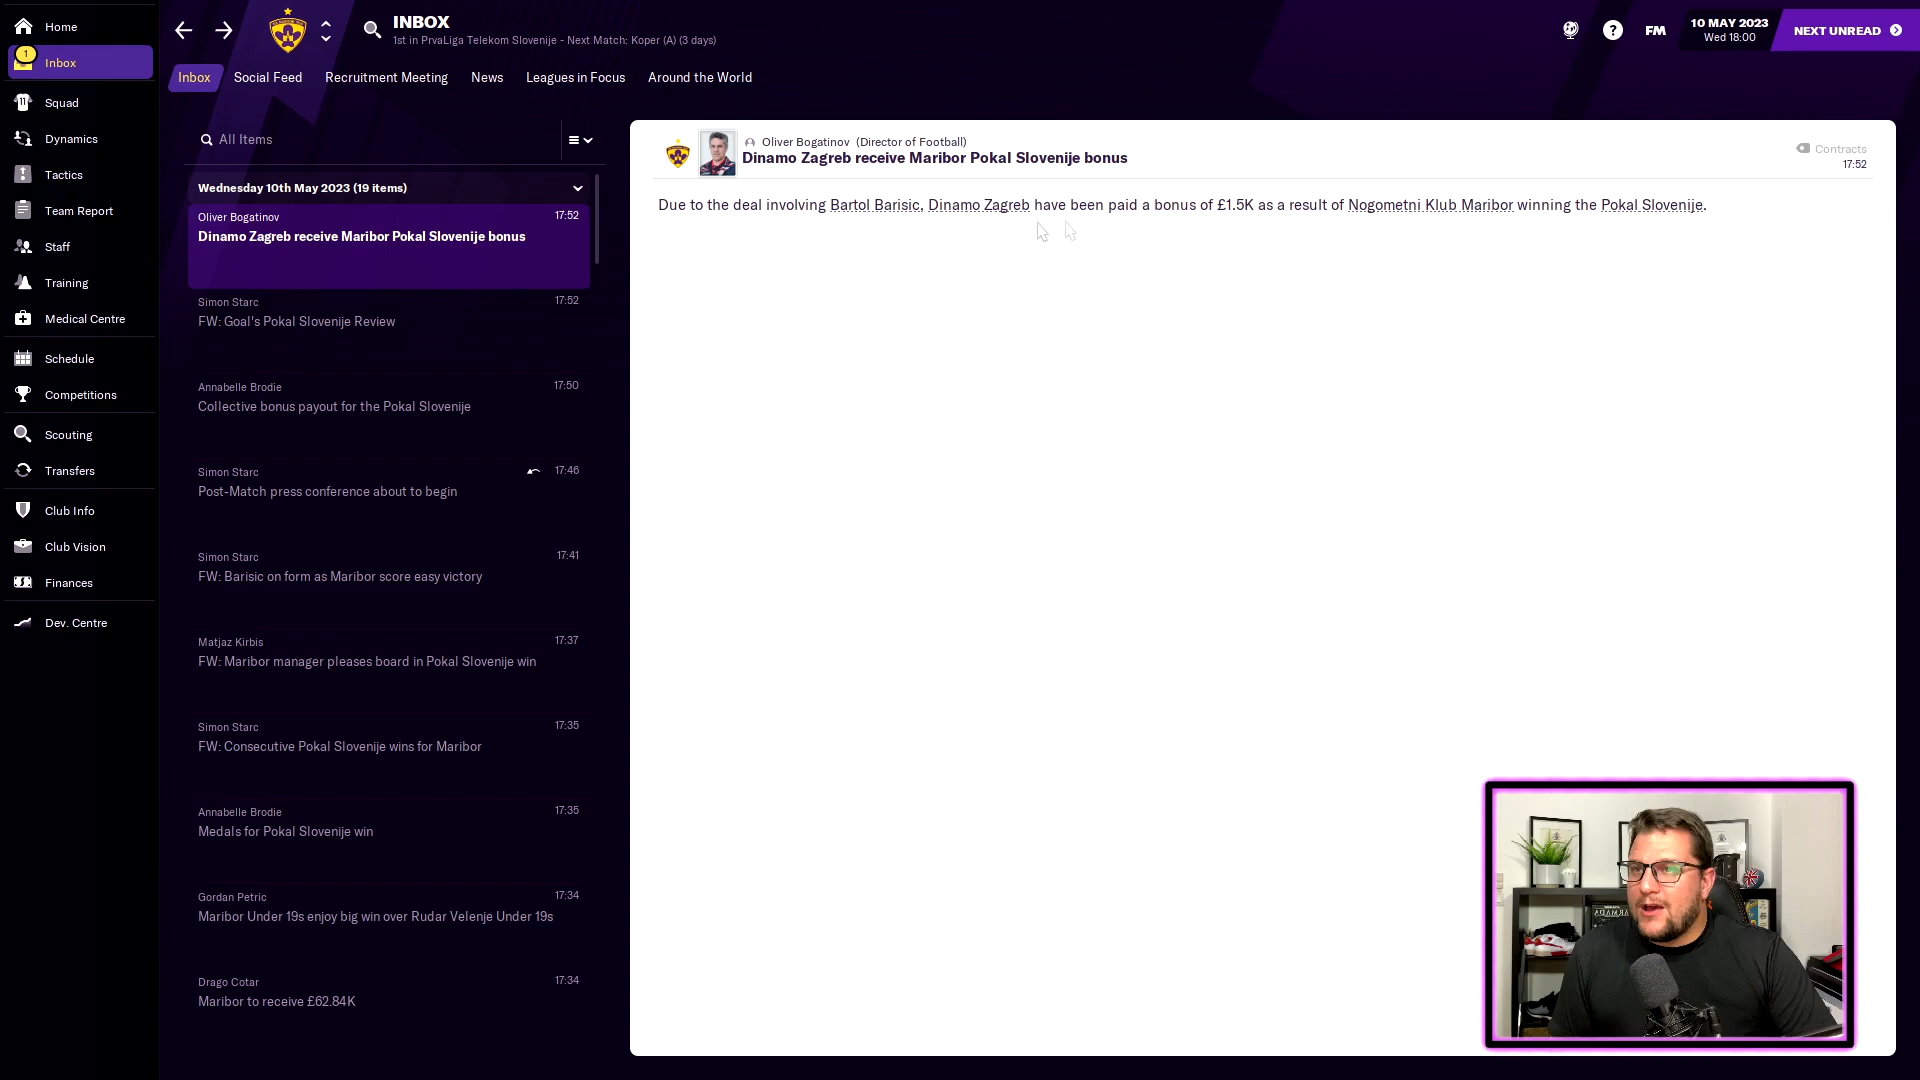 Home
1
Inbox
Squad
Dynamics
Tactics
Team Report
Staff
Training
Medical Centre
Schedule
Competitions
Scouting
Transfers
Club Info
Club Vision
Finances
Dev. Centre
INBOX
1st in PrvaLiga Telekom Slovenije - Next Match: Koper (A) (3 days)
?
FM
10 MAY 2023
Wed 18:00
NEXT UNREAD
Inbox
Social Feed
Recruitment Meeting
News
Leagues in Focus
Around the World
All Items
Wednesday 10th May 2023 (19 items)
Oliver Bogatinov 17:52
Dinamo Zagreb receive Maribor Pokal Slovenije bonus
Simon Starc 17:52
FW: Goal's Pokal Slovenije Review
Annabelle Brodie 17:50
Collective bonus payout for the Pokal Slovenije
Simon Starc 17:46
Post-Match press conference about to begin
Simon Starc 17:41
FW: Barisic on form as Maribor score easy victory
Matjaz Kirbis 17:37
FW: Maribor manager pleases board in Pokal Slovenije win
Simon Starc 17:35
FW: Consecutive Pokal Slovenije wins for Maribor
Annabelle Brodie 17:35
Medals for Pokal Slovenije win
Gordan Petric 17:34
Maribor Under 19s enjoy big win over Rudar Velenje Under 19s
Drago Cotar 17:34
Maribor to receive £62.84K
Oliver Bogatinov (Director of Football)
Dinamo Zagreb receive Maribor Pokal Slovenije bonus
Contracts
17:52
Due to the deal involving Bartol Barisic, Dinamo Zagreb have been paid a bonus of £1.5K as a result of Nogometni Klub Maribor winning the Pokal Slovenije.